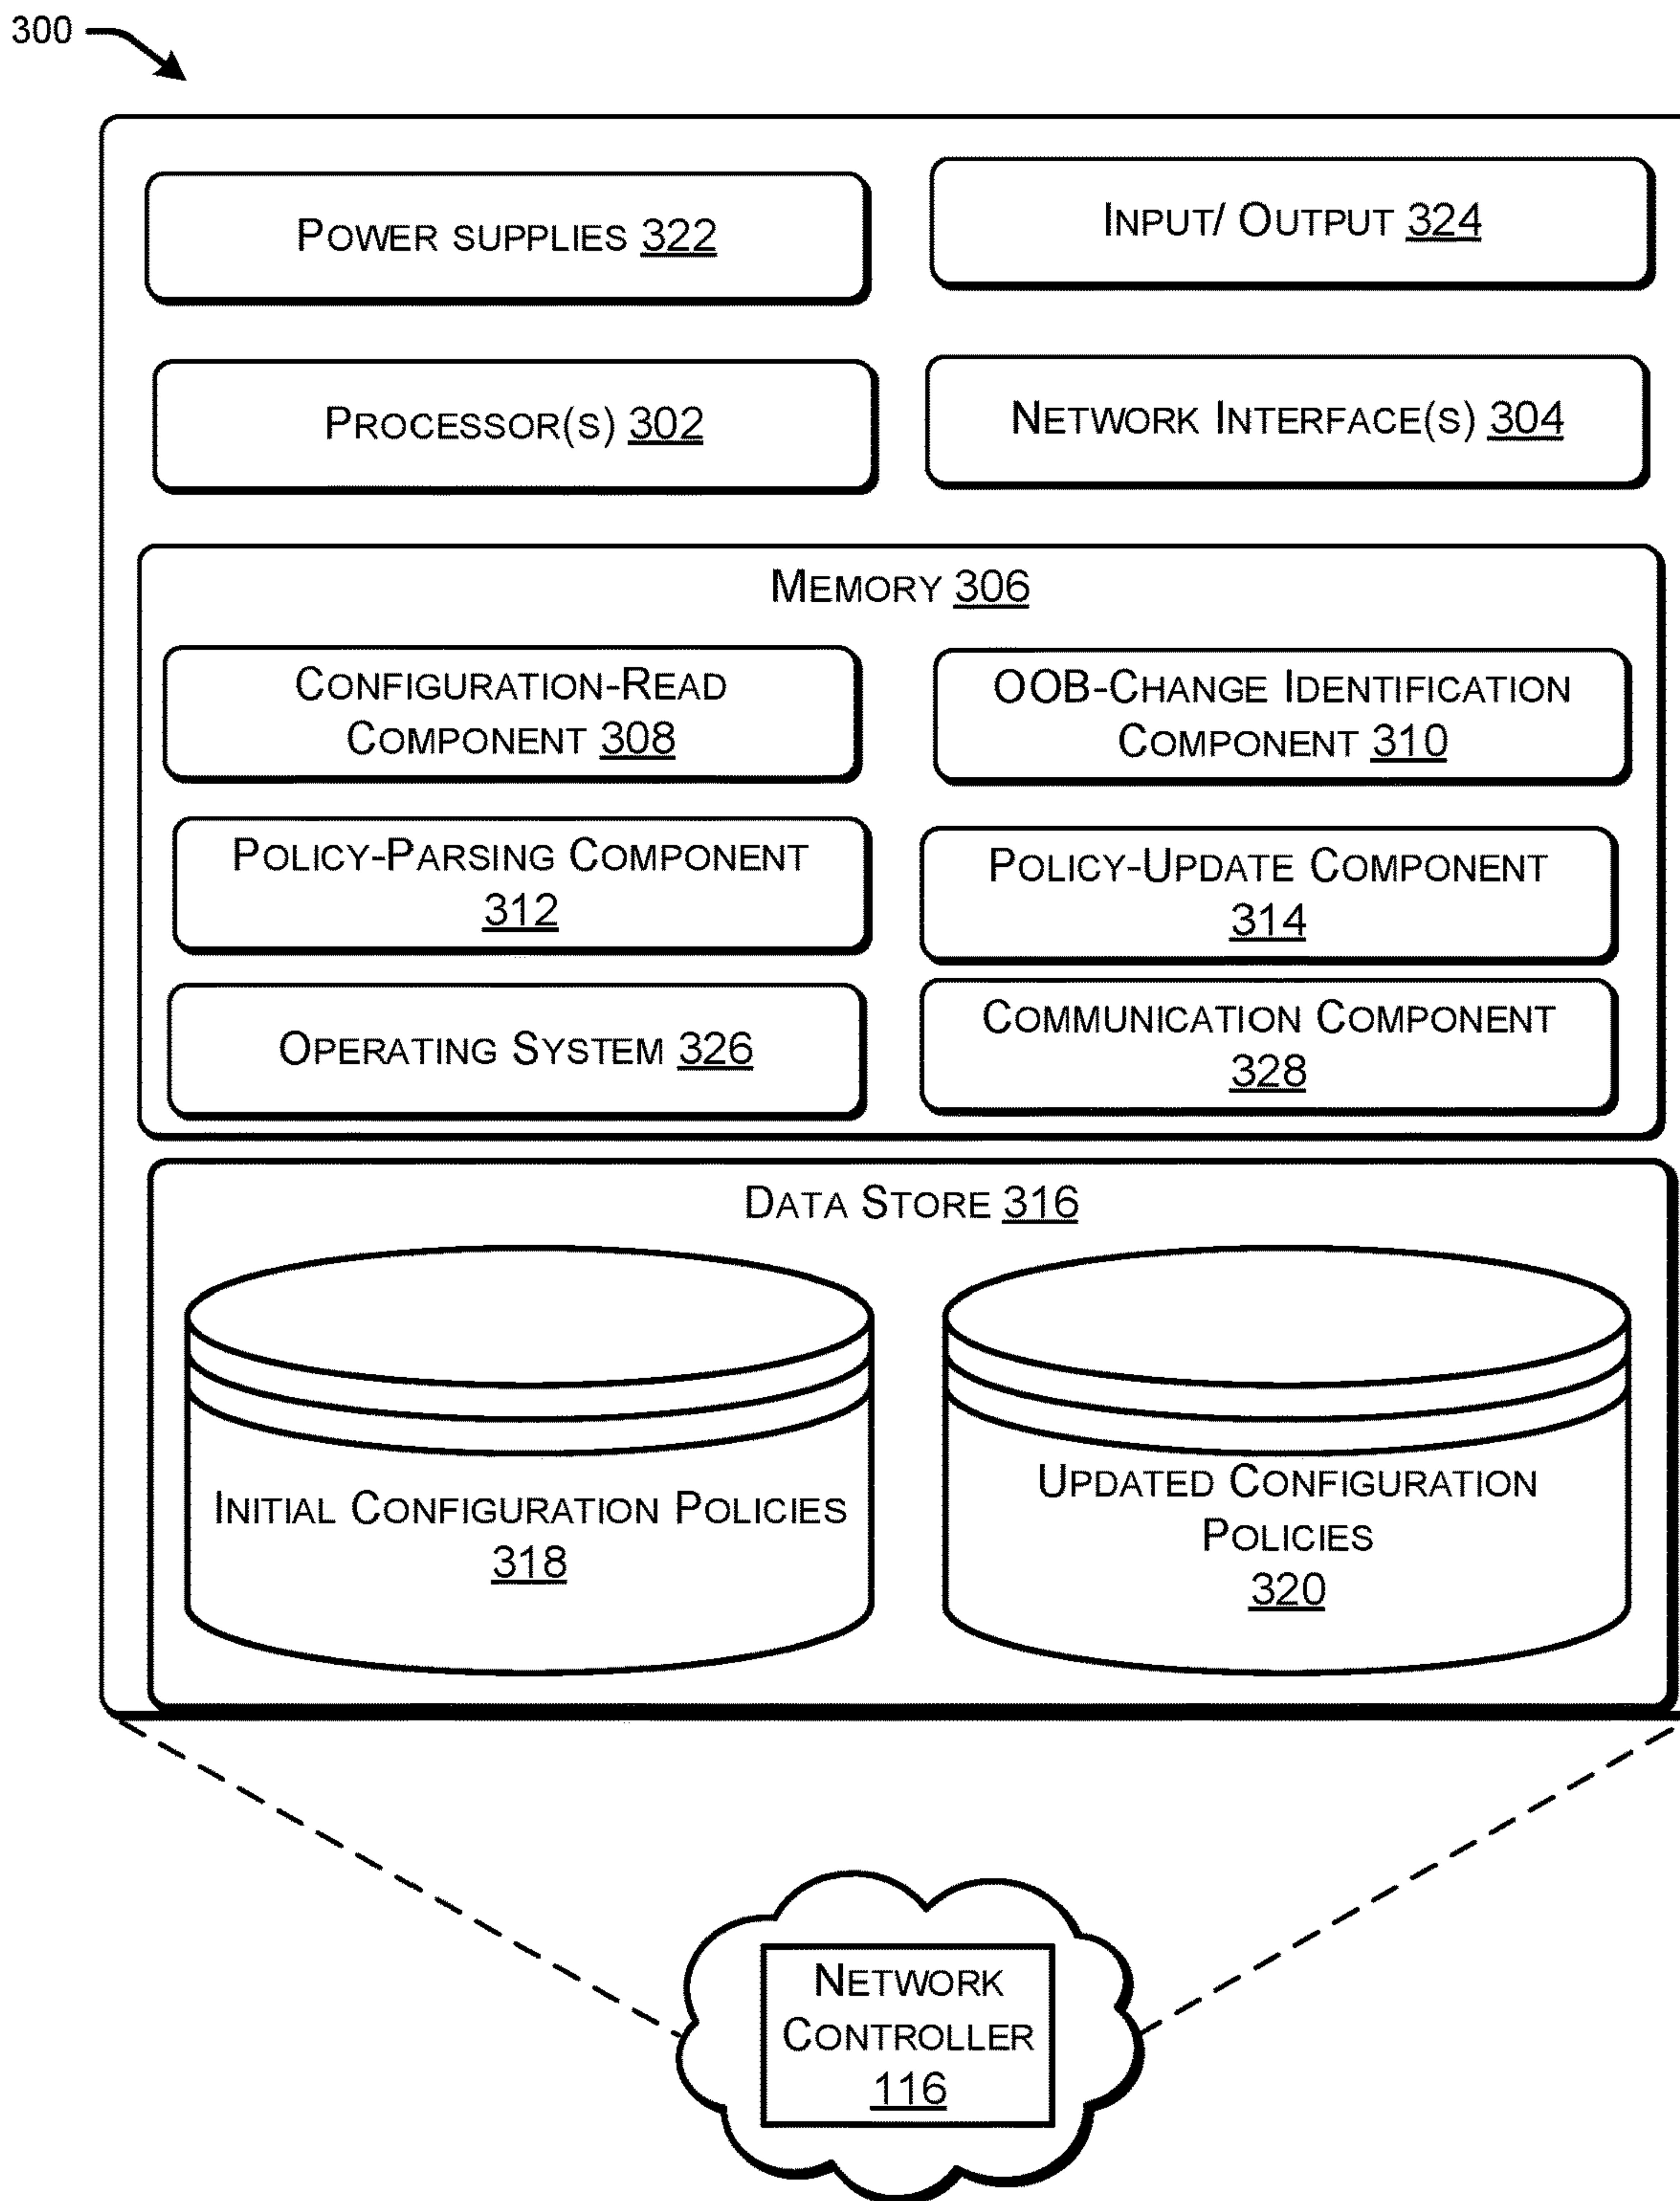 300
POWER SUPPLIES 322
INPUT/ OUTPUT 324
PROCESSOR(S) 302
NETWORK INTERFACE(S) 304
MEMORY 306
CONFIGURATION-READ
COMPONENT 308
OOB-CHANGE IDENTIFICATION
COMPONENT 310
POLICY-PARSING COMPONENT
312
POLICY-UPDATE COMPONENT
314
OPERATING SYSTEM 326
COMMUNICATION COMPONENT
328
DATA STORE 316
INITIAL CONFIGURATION POLICIES
318
UPDATED CONFIGURATION
POLICIES
320
NETWORK
CONTROLLER
116